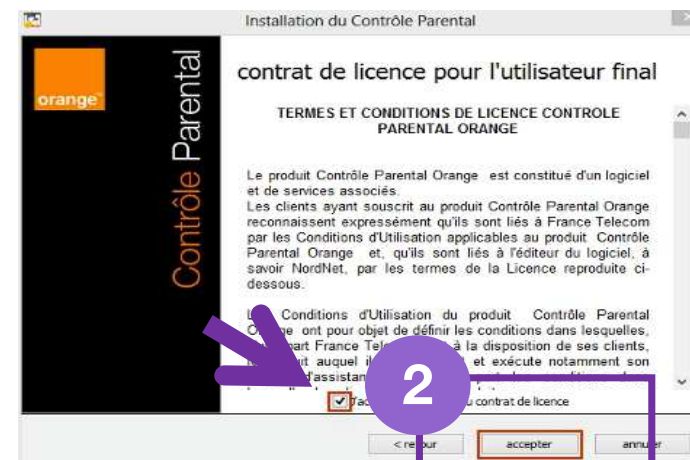 Installation du Contrôle Parental
orange
Contrôle Parental
contrat de licence pour l'utilisateur final
TERMES ET CONDITIONS DE LICENCE CONTROLE
PARENTAL ORANGE
Le produit Contrôle Parental Orange est constitué d'un logiciel
et de services associés.
Les clients ayant souscrit au produit Contrôle Parental Orange
reconnaissent expressément qu'ils sont liés à France Telecom
par les Conditions d'Utilisation applicables au produit Contrôle
Parental Orange et, qu'ils sont liés à l'éditeur du logiciel, à
savoir NordNet, par les termes de la Licence reproduite ci-
dessous.
Conditions d'Utilisation du produit Contrôle Parental
ont pour objet de définir les conditions dans lesquelles,
France à la disposition de ses clients,
auquel et exécute notamment son
2
contrat de licence
< retour
accepter
annuler